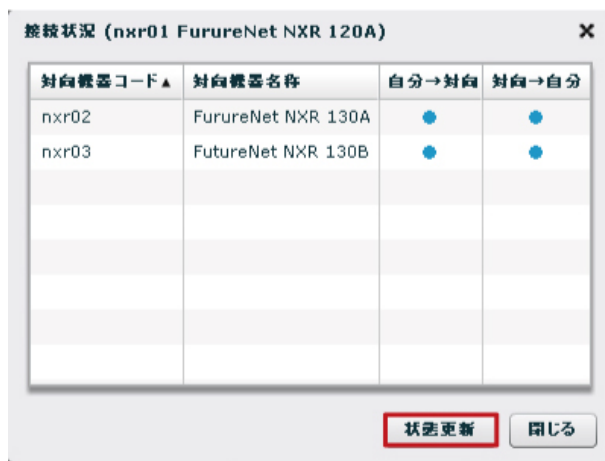 接続状況 (nxr01 FurureNet NXR 120A)
対向機器コード▲ 対向機器名称 自分→対向 対向→自分
nxr02 FurureNet NXR 130A ● ●
nxr03 FutureNet NXR 130B ● ●
状態更新 閉じる